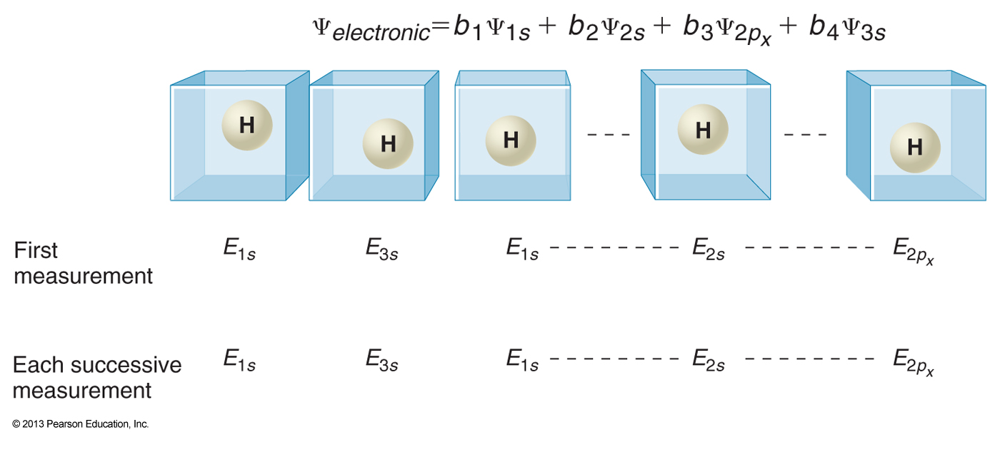 Ψelectronic=b1Ψ1s + b2Ψ2s + b3Ψ2px + b4Ψ3s
H H H --- H --- H
First measurement E1s E3s E1s -------- E2s -------- E2px
Each successive measurement E1s E3s E1s -------- E2s -------- E2px
© 2013 Pearson Education, Inc.